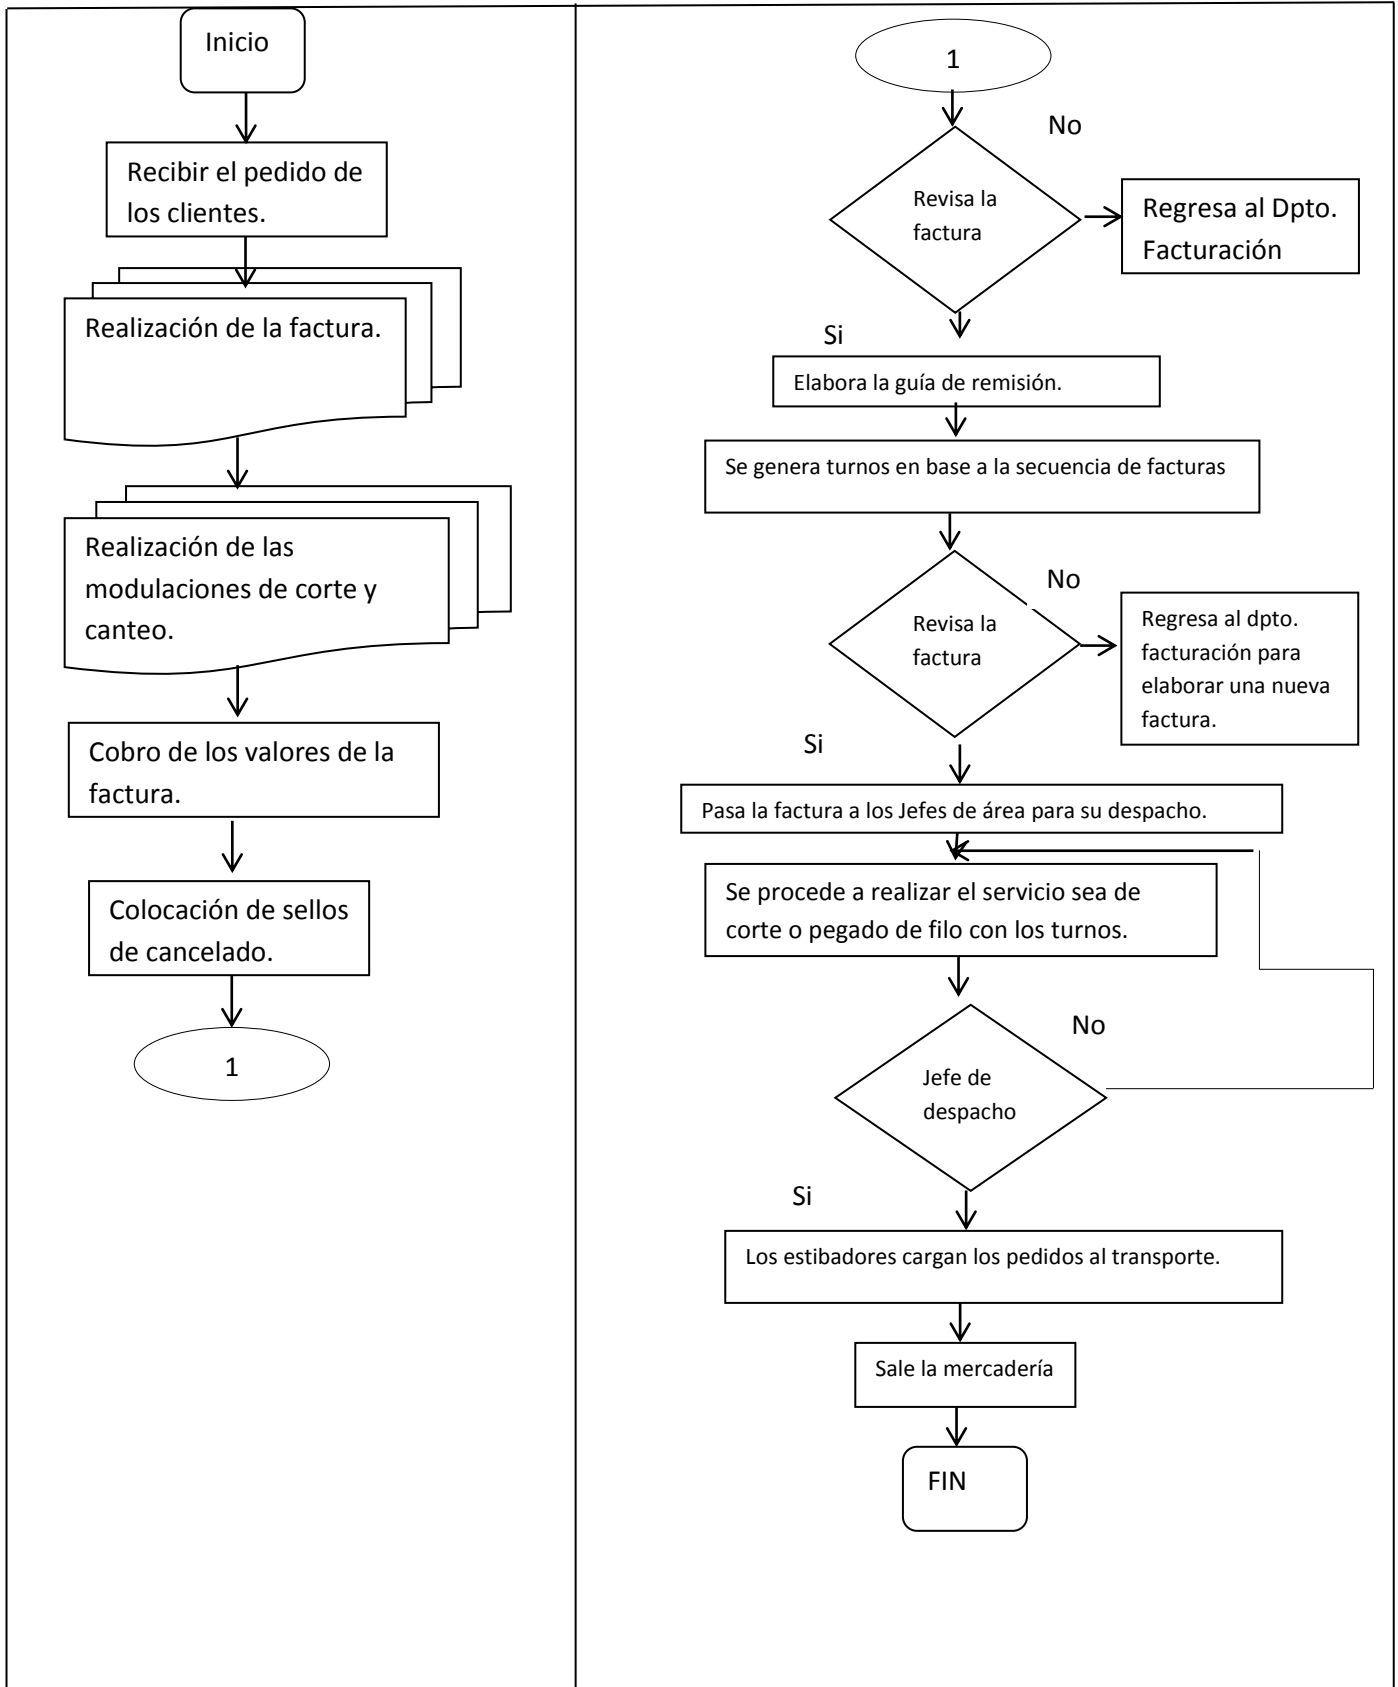 Inicio
Recibir el pedido de
los clientes.
Realización de la factura.
Realización de las
modulaciones de corte y
canteo.
Cobro de los valores de la
factura.
Colocación de sellos
de cancelado.
1
1
No
Revisa la
factura
Regresa al Dpto.
Facturación
Si
Elabora la guía de remisión.
Se genera turnos en base a la secuencia de facturas
No
Revisa la
factura
Regresa al dpto.
facturación para
elaborar una nueva
factura.
Si
Pasa la factura a los Jefes de área para su despacho.
Se procede a realizar el servicio sea de
corte o pegado de filo con los turnos.
No
Jefe de
despacho
Si
Los estibadores cargan los pedidos al transporte.
Sale la mercadería
FIN